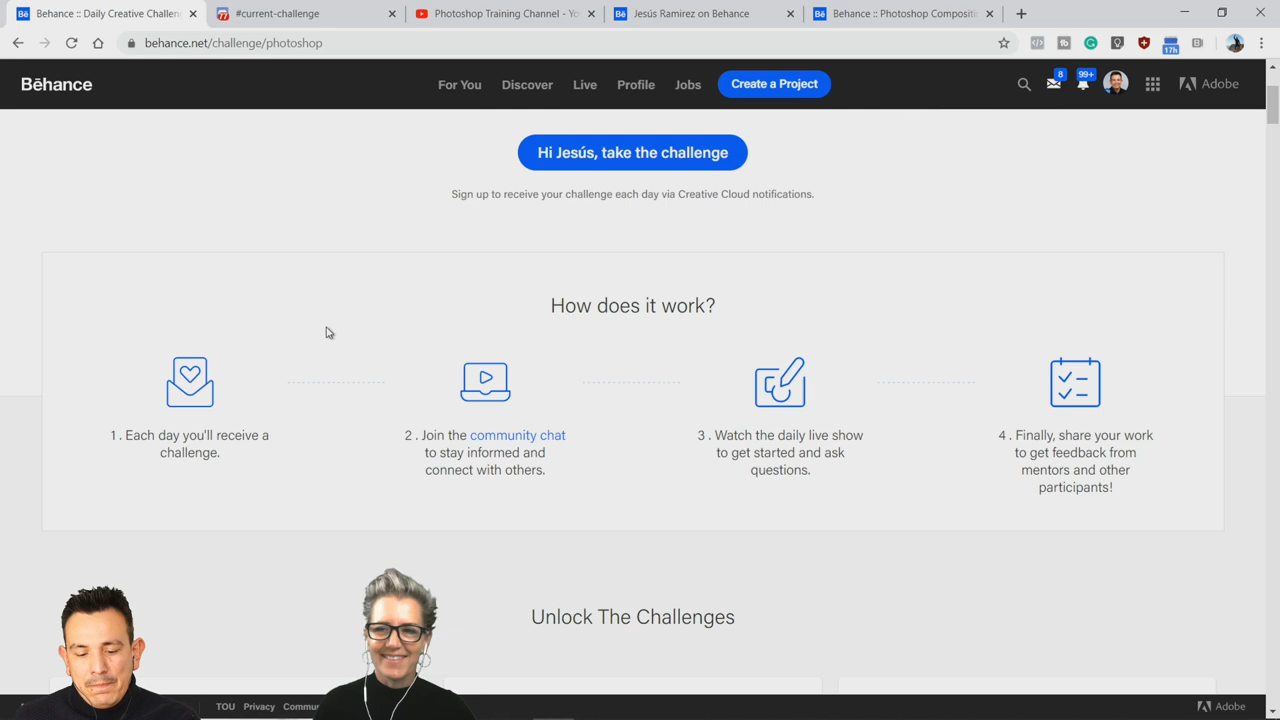 Behance :: Daily Creative Challen
#current-challenge
Photoshop Training Channel - Yo
Jesús Ramirez on Behance
Behance :: Photoshop Compositi
behance.net/challenge/photoshop
17h
Bēhance
For You
Discover
Live
Profile
Jobs
Create a Project
8
99+
Adobe
Hi Jesús, take the challenge
Sign up to receive your challenge each day via Creative Cloud notifications.
How does it work?
1 . Each day you'll receive a
challenge.
2 . Join the community chat
to stay informed and
connect with others.
3 . Watch the daily live show
to get started and ask
questions.
4 . Finally, share your work
to get feedback from
mentors and other
participants!
Unlock The Challenges
TOU
Privacy
Commu
Adobe